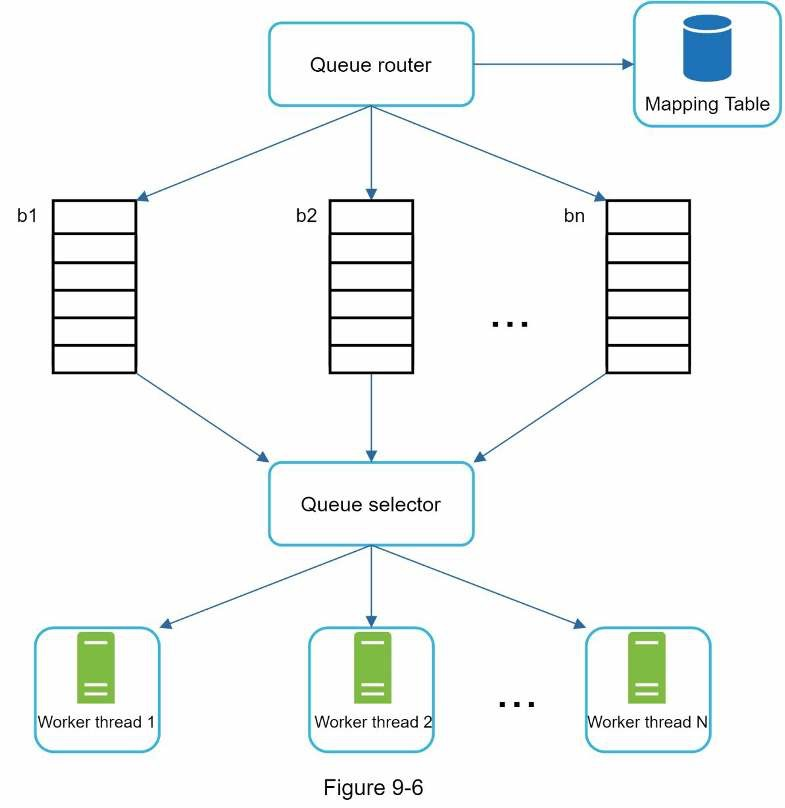 Queue router
Mapping Table
b1
b2
bn
...
Queue selector
Worker thread 1
Worker thread 2
...
Worker thread N
Figure 9-6